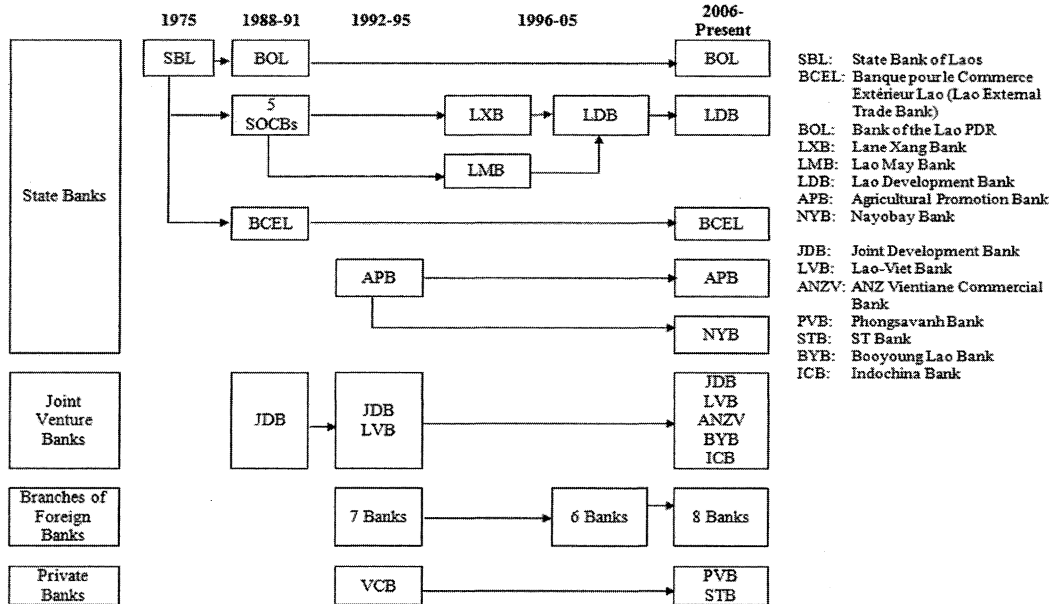 1975
1988-91
1992-95
1996-05
2006-
Present
State Banks
SBL
BOL
BOL
5
SOCBs
LXB
LDB
LDB
LMB
BCEL
BCEL
APB
APB
NYB
Joint
Venture
Banks
JDB
JDB
LVB
JDB
LVB
ANZV
BYB
ICB
Branches of
Foreign
Banks
7 Banks
6 Banks
8 Banks
Private
Banks
VCB
PVB
STB
SBL: State Bank of Laos
BCEL: Banque pour le Commerce
Extérieur Lao (Lao External
Trade Bank)
BOL: Bank of the Lao PDR
LXB: Lane Xang Bank
LMB: Lao May Bank
LDB: Lao Development Bank
APB: Agricultural Promotion Bank
NYB: Nayobay Bank
JDB: Joint Development Bank
LVB: Lao-Viet Bank
ANZV: ANZ Vientiane Commercial
Bank
PVB: Phongsavanh Bank
STB: ST Bank
BYB: Booyoung Lao Bank
ICB: Indochina Bank